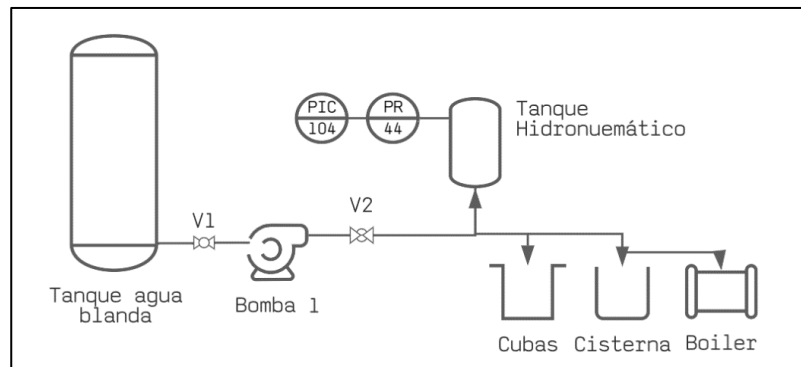 PIC
104
PR
44
Tanque
Hidronuemático
V1
V2
Tanque agua
blanda
Bomba 1
Cubas
Cisterna
Boiler